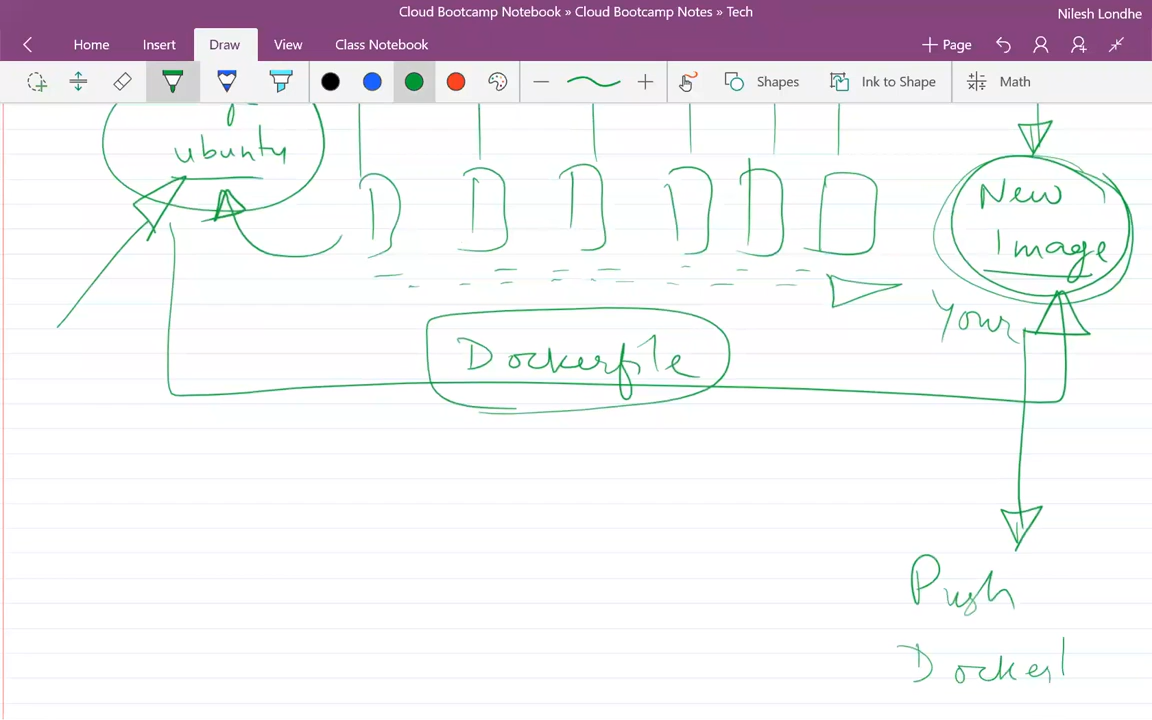 Cloud Bootcamp Notebook » Cloud Bootcamp Notes » Tech
Nilesh Londhe
Home Insert Draw View Class Notebook
Page
Shapes Ink to Shape Math
ubuntu
New
Image
Your
Dockerfile
Push
Docker